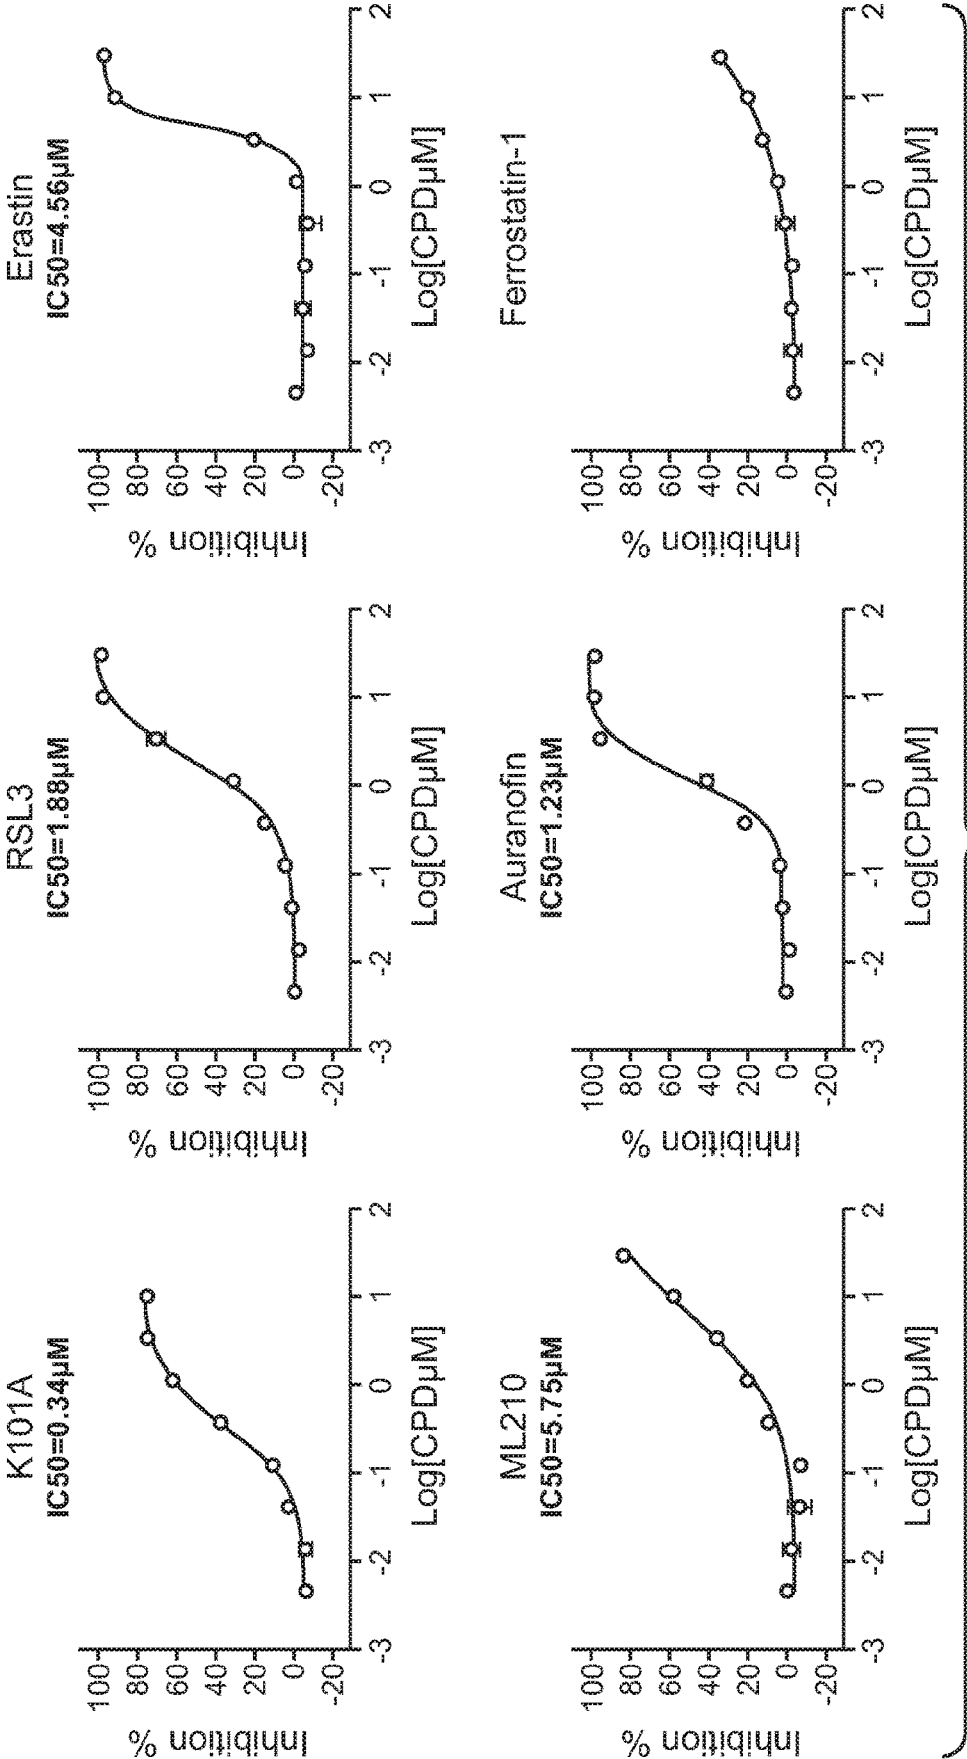 K101A
IC50=0.34µM
Inhibition %
100
80
60
40
20
0
-20
-3 -2 -1 0 1 2
Log[CPDµM]
RSL3
IC50=1.88µM
Inhibition %
100
80
60
40
20
0
-20
-3 -2 -1 0 1 2
Log[CPDµM]
Erastin
IC50=4.56µM
Inhibition %
100
80
60
40
20
0
-20
-3 -2 -1 0 1 2
Log[CPDµM]
ML210
IC50=5.75µM
Inhibition %
100
80
60
40
20
0
-20
-3 -2 -1 0 1 2
Log[CPDµM]
Auranofin
IC50=1.23µM
Inhibition %
100
80
60
40
20
0
-20
-3 -2 -1 0 1 2
Log[CPDµM]
Ferrostatin-1
Inhibition %
100
80
60
40
20
0
-20
-3 -2 -1 0 1 2
Log[CPDµM]